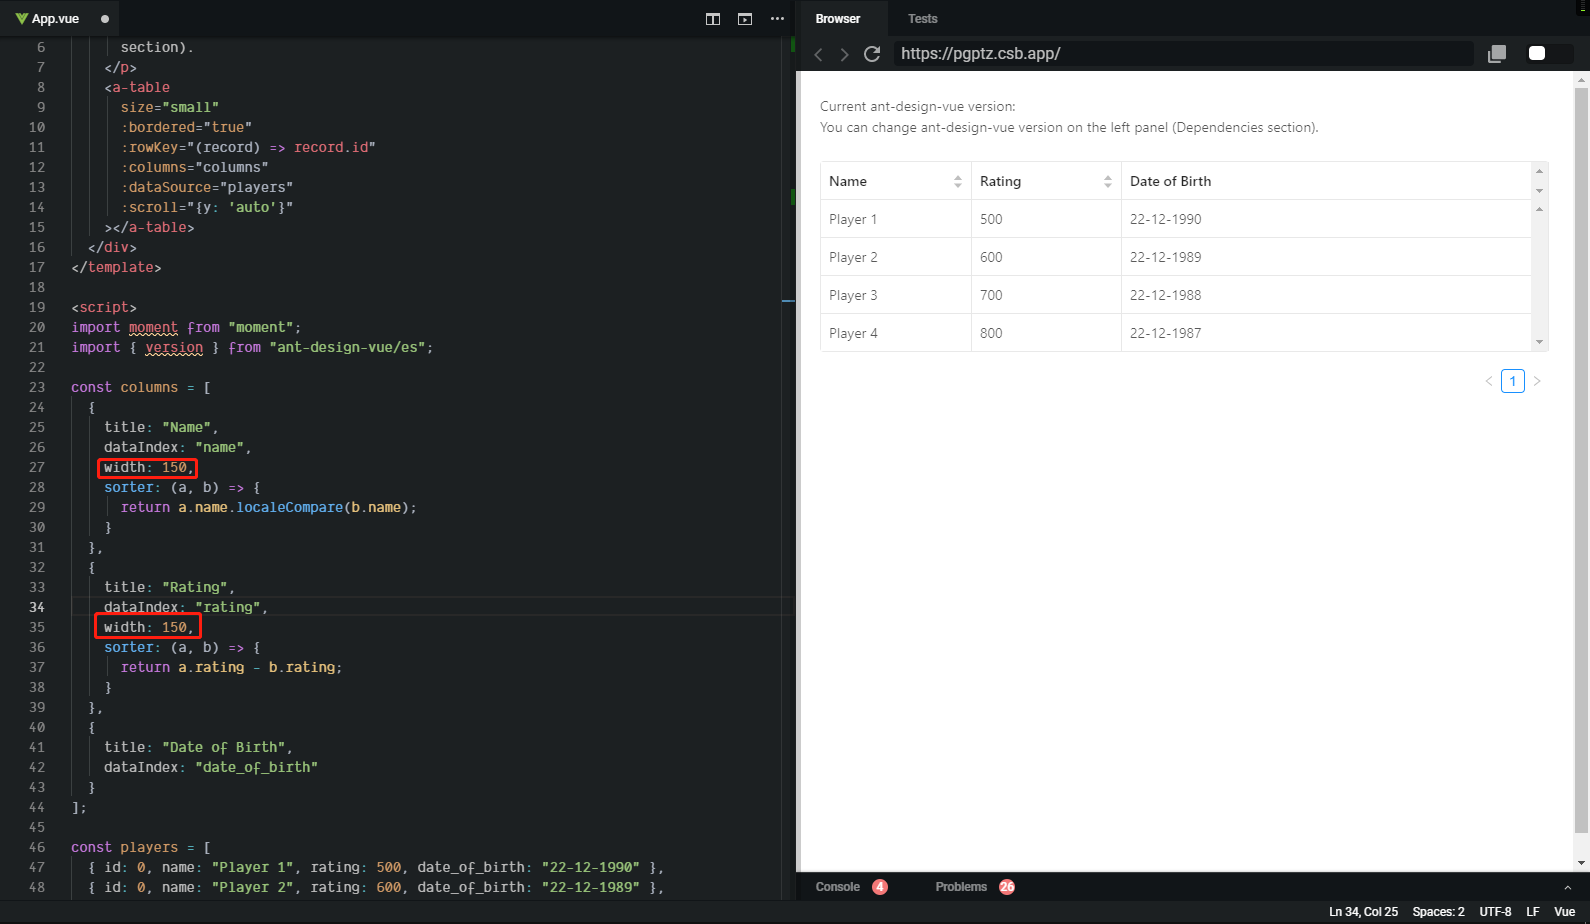 App.vue
6 section).
7 </p>
8 <a-table
9 size="small"
10 :bordered="true"
11 :rowKey="(record) => record.id"
12 :columns="columns"
13 :dataSource="players"
14 :scroll="{y: 'auto'}"
15 ></a-table>
16 </div>
17 </template>
18
19 <script>
20 import moment from "moment";
21 import { version } from "ant-design-vue/es";
22
23 const columns = [
24 {
25 title: "Name",
26 dataIndex: "name",
27 width: 150,
28 sorter: (a, b) => {
29 return a.name.localeCompare(b.name);
30 }
31 },
32 {
33 title: "Rating",
34 dataIndex: "rating",
35 width: 150,
36 sorter: (a, b) => {
37 return a.rating - b.rating;
38 }
39 },
40 {
41 title: "Date of Birth",
42 dataIndex: "date_of_birth"
43 }
44 ];
45
46 const players = [
47 { id: 0, name: "Player 1", rating: 500, date_of_birth: "22-12-1990" },
48 { id: 0, name: "Player 2", rating: 600, date_of_birth: "22-12-1989" },
Browser Tests
https://pgptz.csb.app/
Current ant-design-vue version:
You can change ant-design-vue version on the left panel (Dependencies section).
Name Rating Date of Birth
Player 1 500 22-12-1990
Player 2 600 22-12-1989
Player 3 700 22-12-1988
Player 4 800 22-12-1987
< 1 >
Console 4 Problems 26
Ln 34, Col 25 Spaces: 2 UTF-8 LF Vue